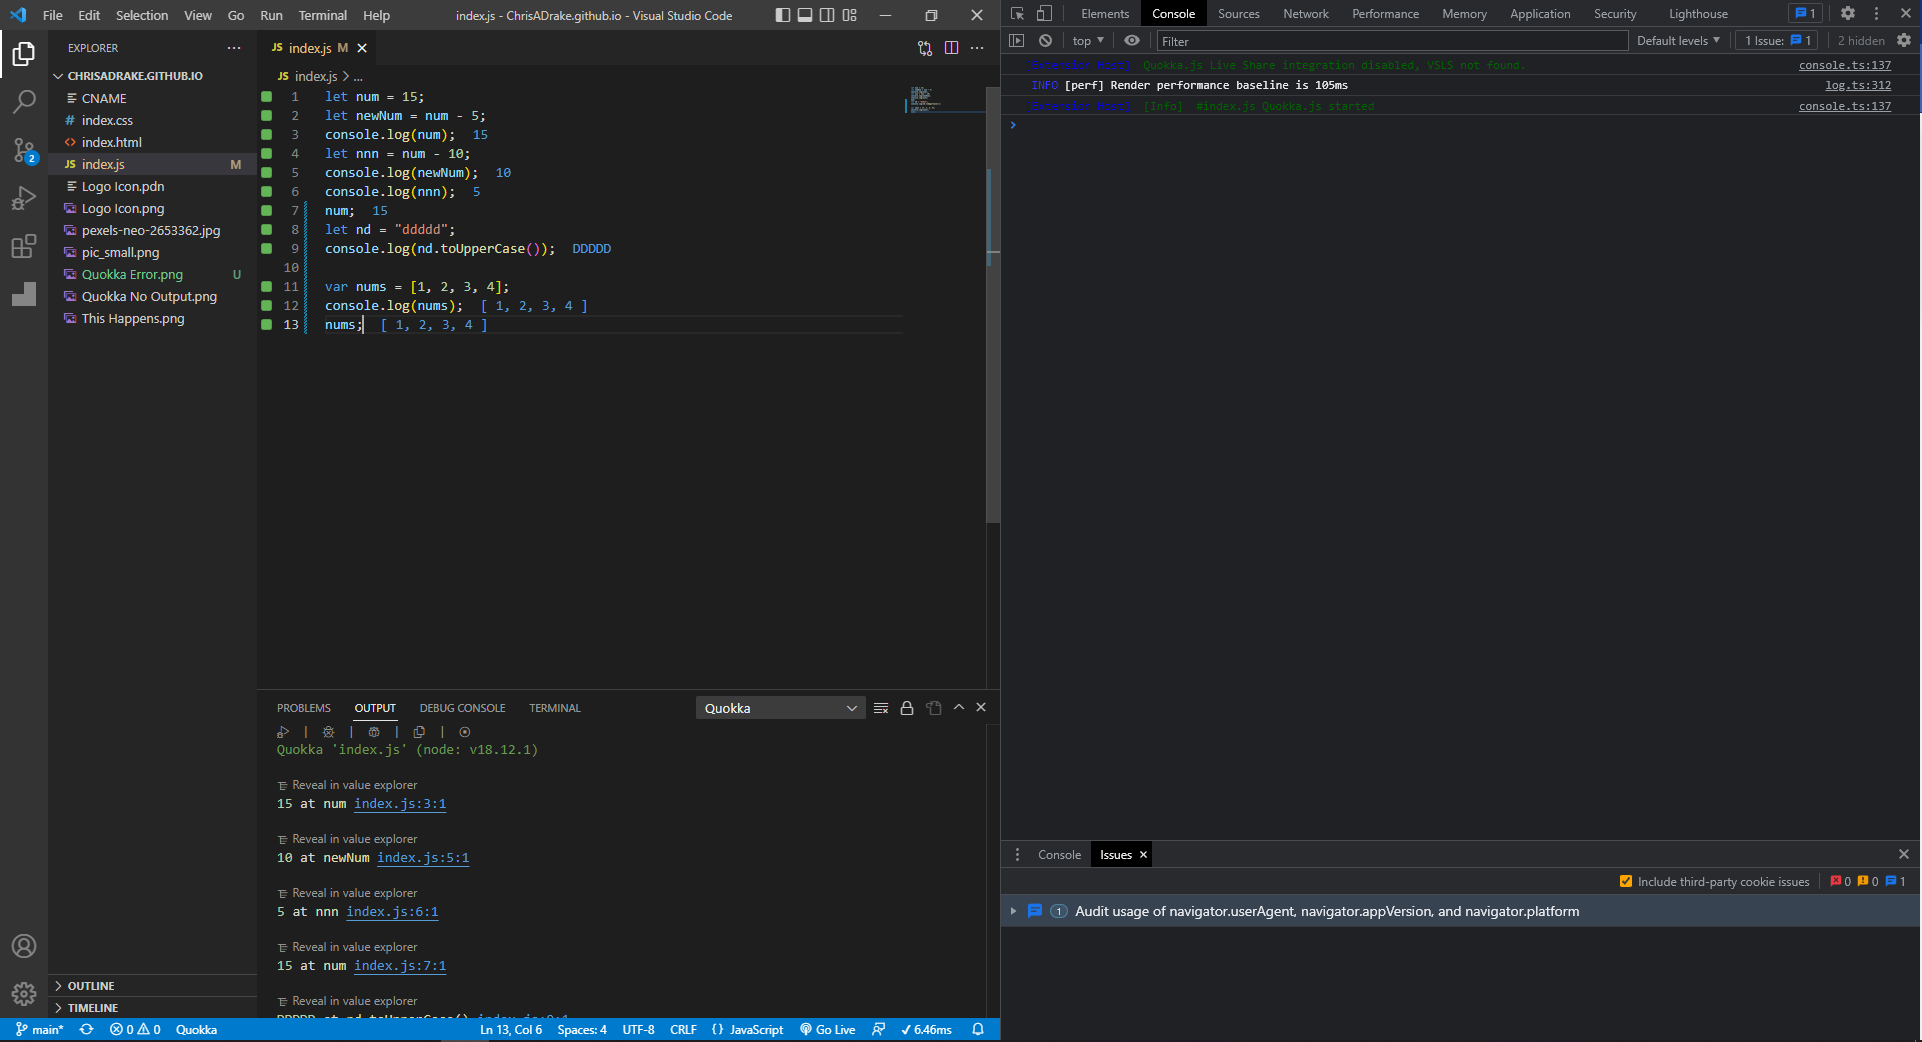 File Edit Selection View Go Run Terminal Help
index.js - ChrisADrake.github.io - Visual Studio Code
EXPLORER
CHRISADRAKE.GITHUB.IO
CNAME
index.css
index.html
index.js M
Logo Icon.pdn
Logo Icon.png
pexels-neo-2653362.jpg
pic_small.png
Quokka Error.png U
Quokka No Output.png
This Happens.png
OUTLINE
TIMELINE
2
JS index.js M
JS index.js > ...
1 let num = 15;
2 let newNum = num - 5;
3 console.log(num); 15
4 let nnn = num - 10;
5 console.log(newNum); 10
6 console.log(nnn); 5
7 num; 15
8 let nd = "ddddd";
9 console.log(nd.toUpperCase()); DDDDD
10
11 var nums = [1, 2, 3, 4];
12 console.log(nums); [ 1, 2, 3, 4 ]
13 nums; [ 1, 2, 3, 4 ]
PROBLEMS OUTPUT DEBUG CONSOLE TERMINAL
Quokka
Quokka 'index.js' (node: v18.12.1)
Reveal in value explorer
15 at num index.js:3:1
Reveal in value explorer
10 at newNum index.js:5:1
Reveal in value explorer
5 at nnn index.js:6:1
Reveal in value explorer
15 at num index.js:7:1
Reveal in value explorer
DDDDD at nd.toUpperCase() index.js:9:1
main* 0 0 Quokka
Ln 13, Col 6 Spaces: 4 UTF-8 CRLF {} JavaScript Go Live 6.46ms
Elements Console Sources Network Performance Memory Application Security Lighthouse 1
top Filter Default levels 1 Issue: 1 2 hidden
[Extension Host] Quokka.js Live Share integration disabled, VSLS not found. console.ts:137
INFO [perf] Render performance baseline is 105ms log.ts:312
[Extension Host] [Info] #index.js Quokka.js started console.ts:137
Console Issues
Include third-party cookie issues 0 0 1
1 Audit usage of navigator.userAgent, navigator.appVersion, and navigator.platform